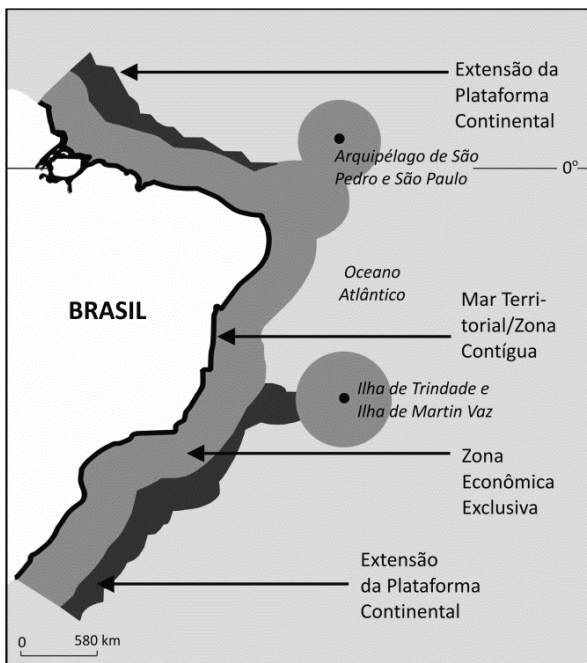 Extensão da
Plataforma
Continental
Arquipélago de São
Pedro e São Paulo
0º
Oceano
Atlântico
BRASIL
Mar Terri-
torial/Zona
Contígua
Ilha de Trindade e
Ilha de Martin Vaz
Zona
Econômica
Exclusiva
Extensão
da Plataforma
Continental
0 580 km